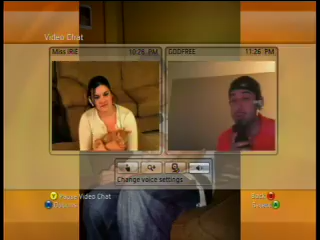 Video Chat
Miss IRIE 10:26 PM
GODFREE 11:26 PM
Change voice settings
Y Pause Video Chat
Options
Back B
Select A